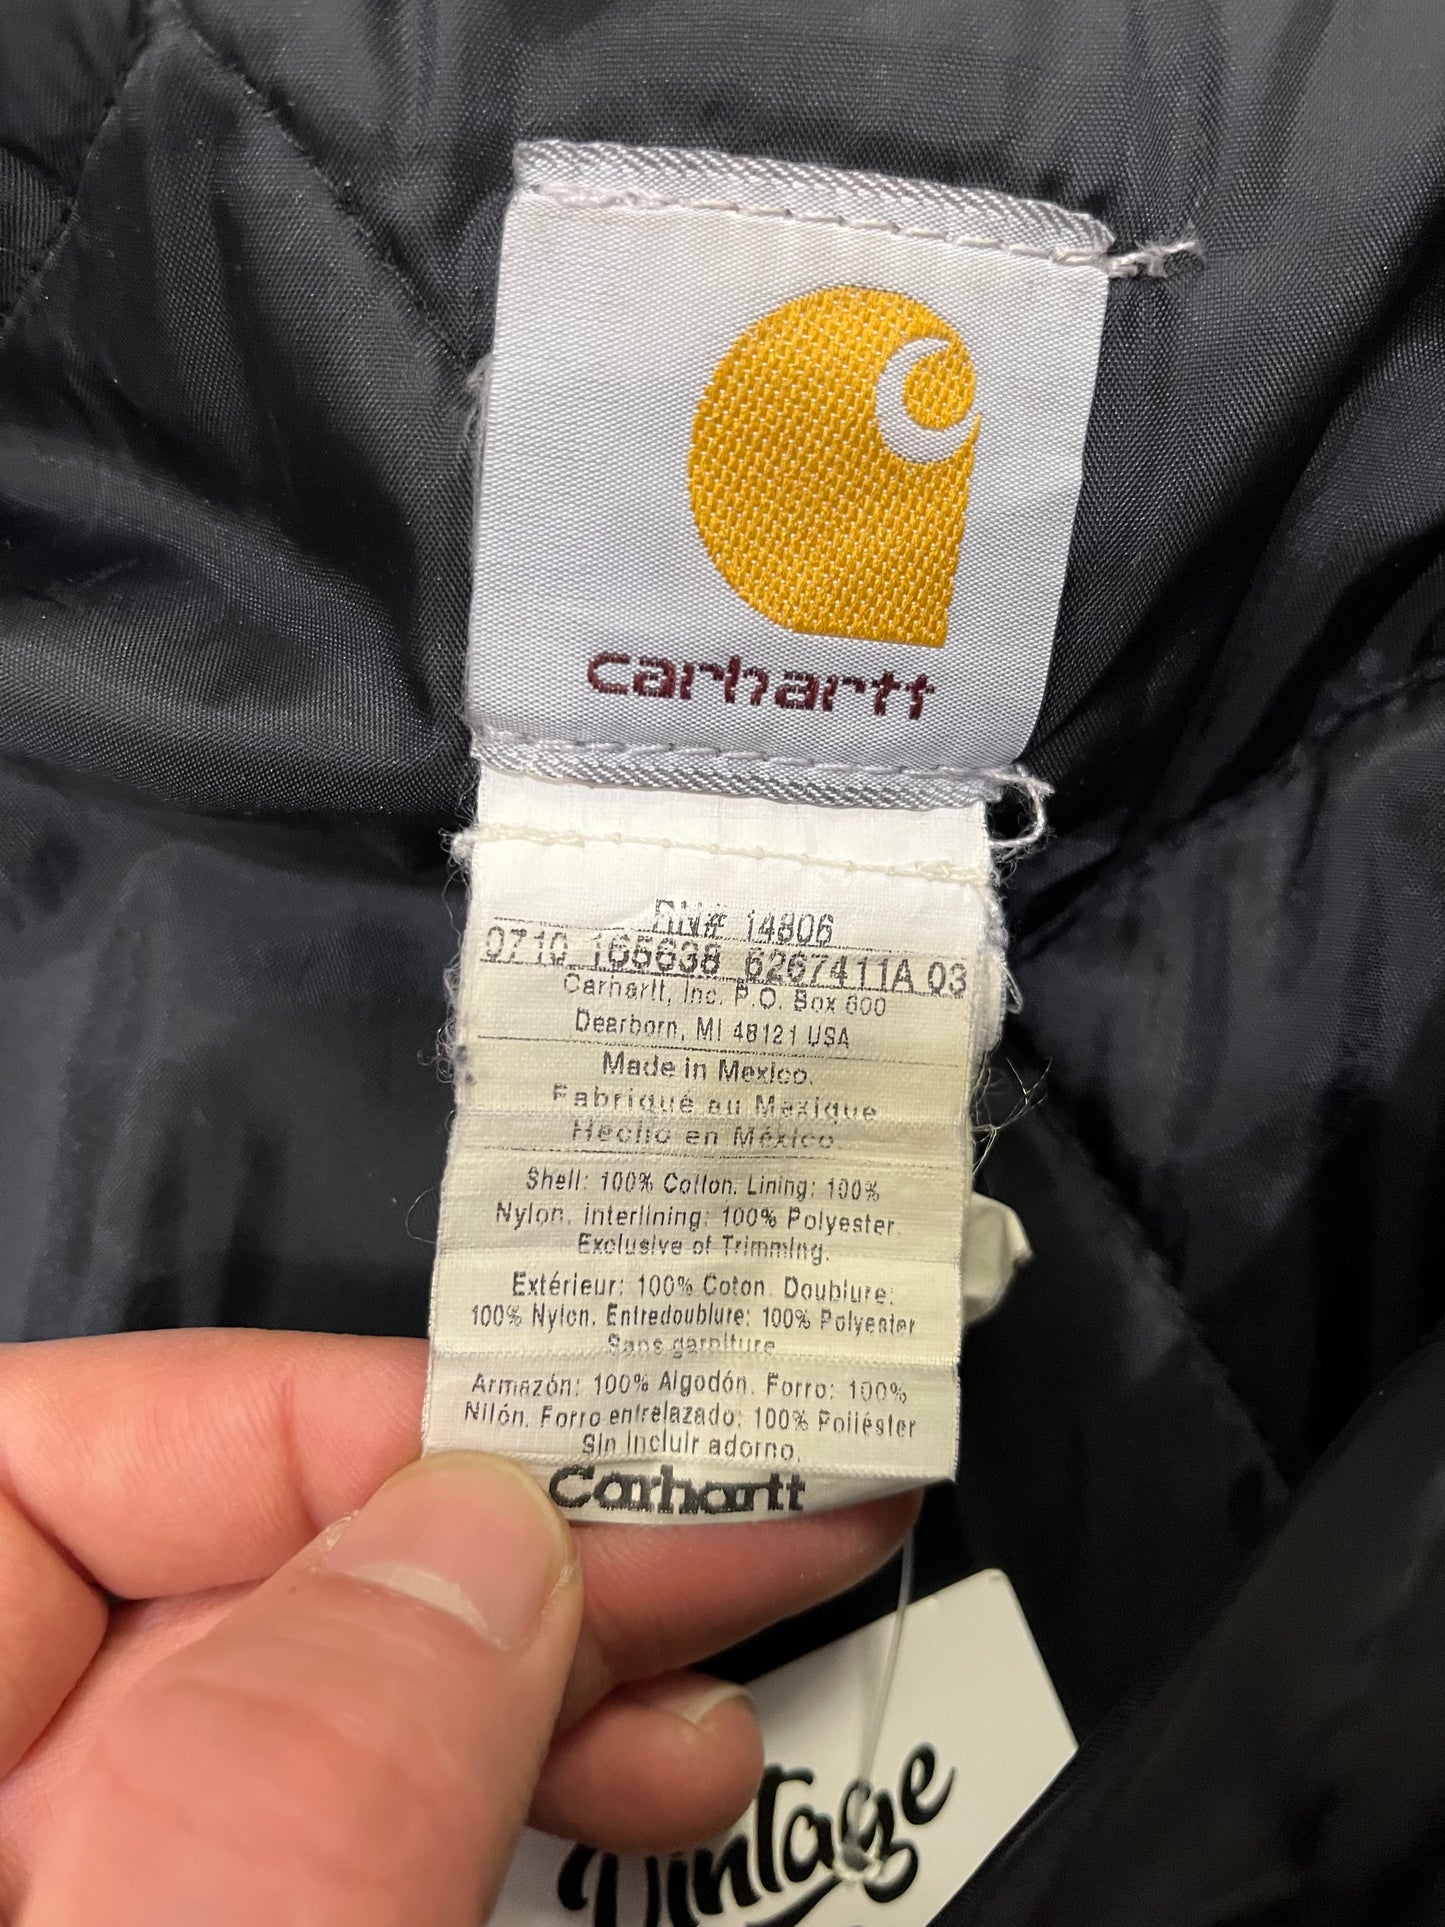 carhartt
RN# 14806
0710 165638 6267411A 03
Carhartt, Inc. P.O. Box 600
Dearborn, MI 48121 USA
Made in Mexico.
Fabriqué au Mexique
Hecho en México.
Shell: 100% Cotton. Lining: 100%
Nylon. Interlining: 100% Polyester
Exclusive of Trimming.
Extérieur: 100% Coton. Doublure:
100% Nylon. Entredoublure: 100% Polyester
Sans garniture
Armazón: 100% Algodón. Forro: 100%
Nilón. Forro entrelazado: 100% Poliéster
Sin incluir adorno.
Carhartt
Vintage